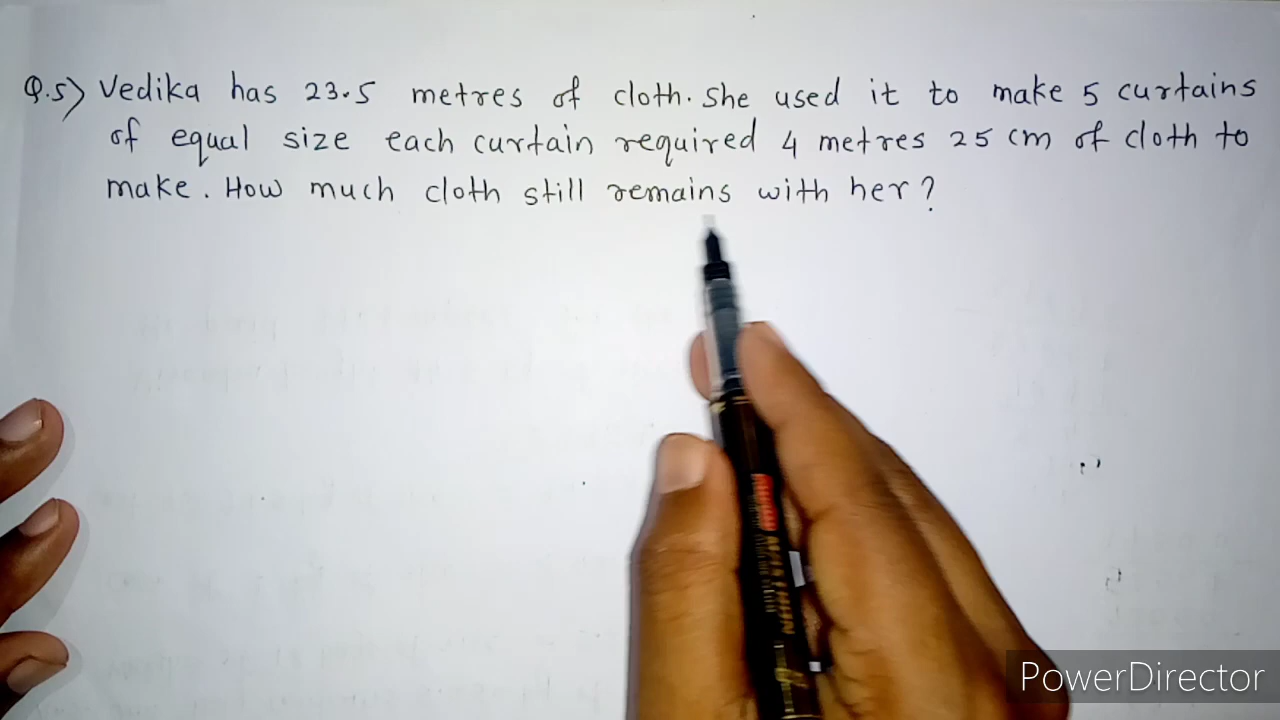 Q.5) Vedika has 23.5 metres of cloth. She used it to make 5 curtains
of equal size each curtain required 4 metres 25 cm of cloth to
make. How much cloth still remains with her?
PowerDirector